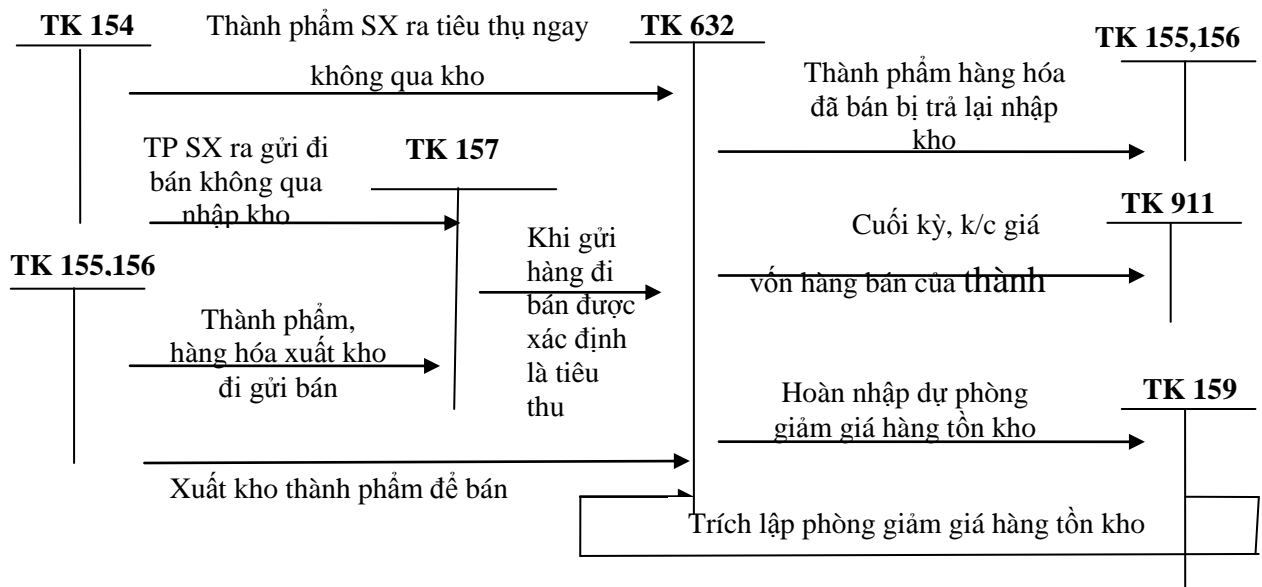 TK 154
Thành phẩm SX ra tiêu thụ ngay
không qua kho
TK 632
TK 155,156
Thành phẩm hàng hóa
đã bán bị trả lại nhập
kho
TP SX ra gửi đi
bán không qua
nhập kho
TK 157
TK 911
Cuối kỳ, k/c giá
vốn hàng bán của thành
Khi gửi
hàng đi
bán được
xác định
là tiêu
thu
TK 155,156
Thành phẩm,
hàng hóa xuất kho
đi gửi bán
TK 159
Hoàn nhập dự phòng
giảm giá hàng tồn kho
Xuất kho thành phẩm để bán
Trích lập phòng giảm giá hàng tồn kho